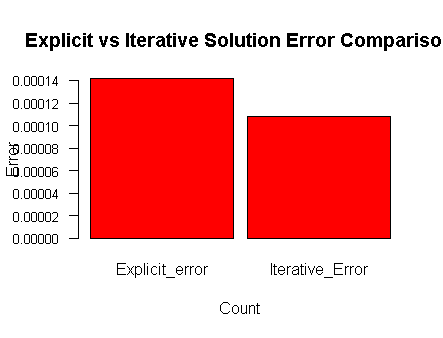 Explicit vs Iterative Solution Error Compariso
0.00014
0.00012
0.00010
0.00008
0.00006
0.00004
0.00002
0.00000
Error
Explicit_error
Iterative_Error
Count